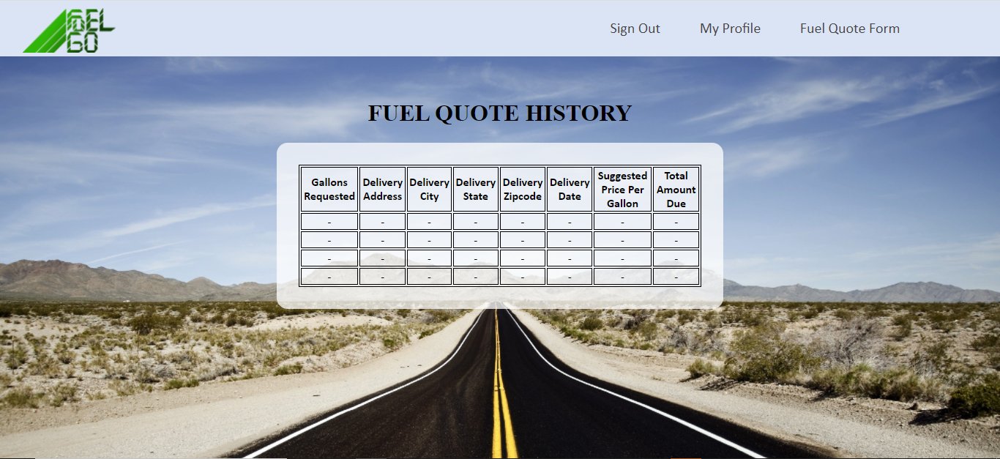 FUEL
GO
Sign Out My Profile Fuel Quote Form
FUEL QUOTE HISTORY
Gallons Requested Delivery Address Delivery City Delivery State Delivery Zipcode Delivery Date Suggested Price Per Gallon Total Amount Due
- - - - - - - -
- - - - - - - -
- - - - - - - -
- - - - - - - -